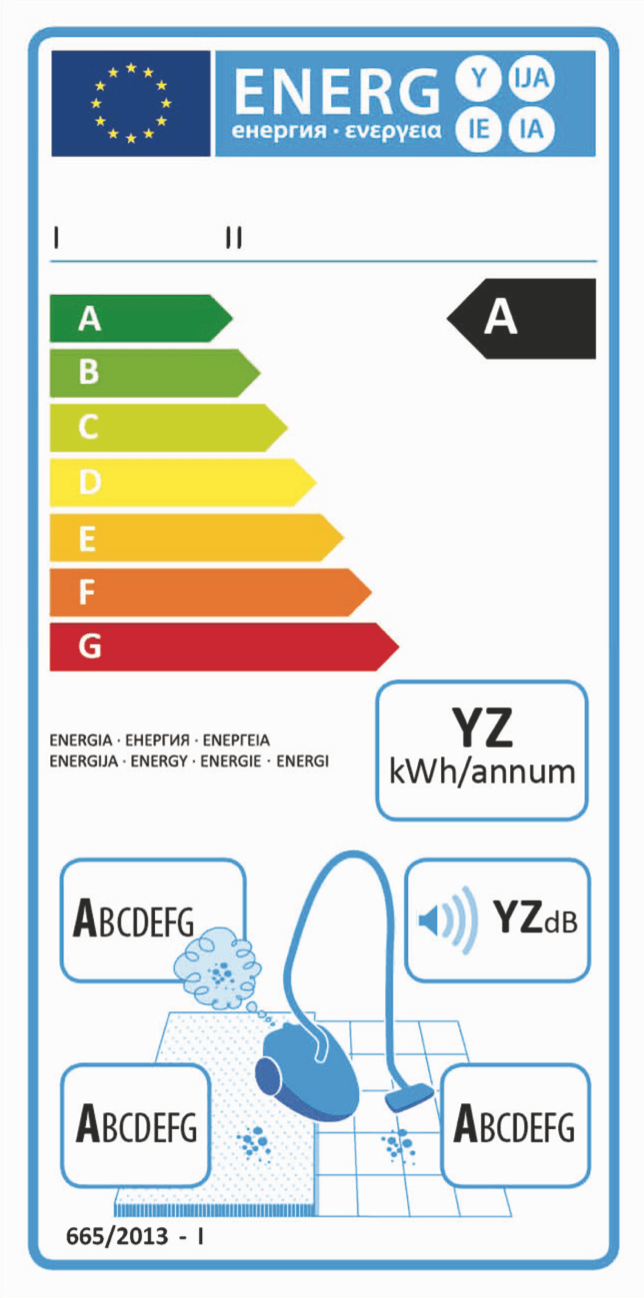 ENERG Y IJA
енергия · ενεργεια IE IA
I II
A A
B
C
D
E
F
G
YZ
kWh/annum
ENERGIA · ЕНЕРГИЯ · ΕΝΕΡΓΕΙΑ
ENERGIJA · ENERGY · ENERGIE · ENERGI
ABCDEFG
YZdB
ABCDEFG
ABCDEFG
665/2013 - I